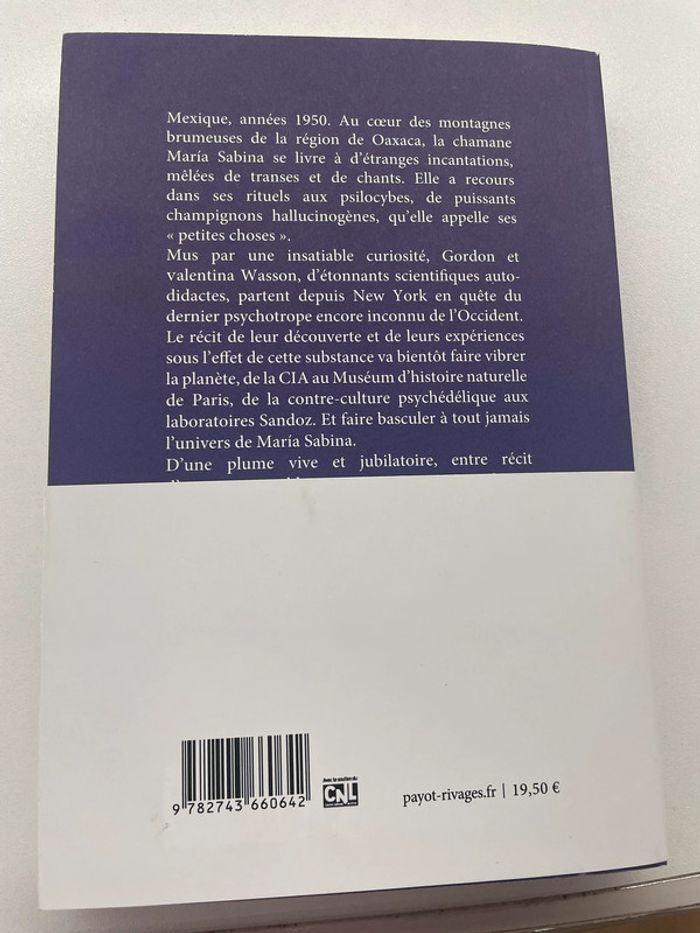 Mexique, années 1950. Au cœur des montagnes
brumeuses de la région de Oaxaca, la chamane
María Sabina se livre à d'étranges incantations,
mêlées de transes et de chants. Elle a recours
dans ses rituels aux psilocybes, de puissants
champignons hallucinogènes, qu'elle appelle ses
« petites choses ».
Mus par une insatiable curiosité, Gordon et
valentina Wasson, d'étonnants scientifiques auto-
didactes, partent depuis New York en quête du
dernier psychotrope encore inconnu de l'Occident.
Le récit de leur découverte et de leurs expériences
sous l'effet de cette substance va bientôt faire vibrer
la planète, de la CIA au Muséum d'histoire naturelle
de Paris, de la contre-culture psychédélique aux
laboratoires Sandoz. Et faire basculer à tout jamais
l'univers de María Sabina.
D'une plume vive et jubilatoire, entre récit
Avec le soutien du
CNL
9 782743 660642
payot-rivages.fr | 19,50 €